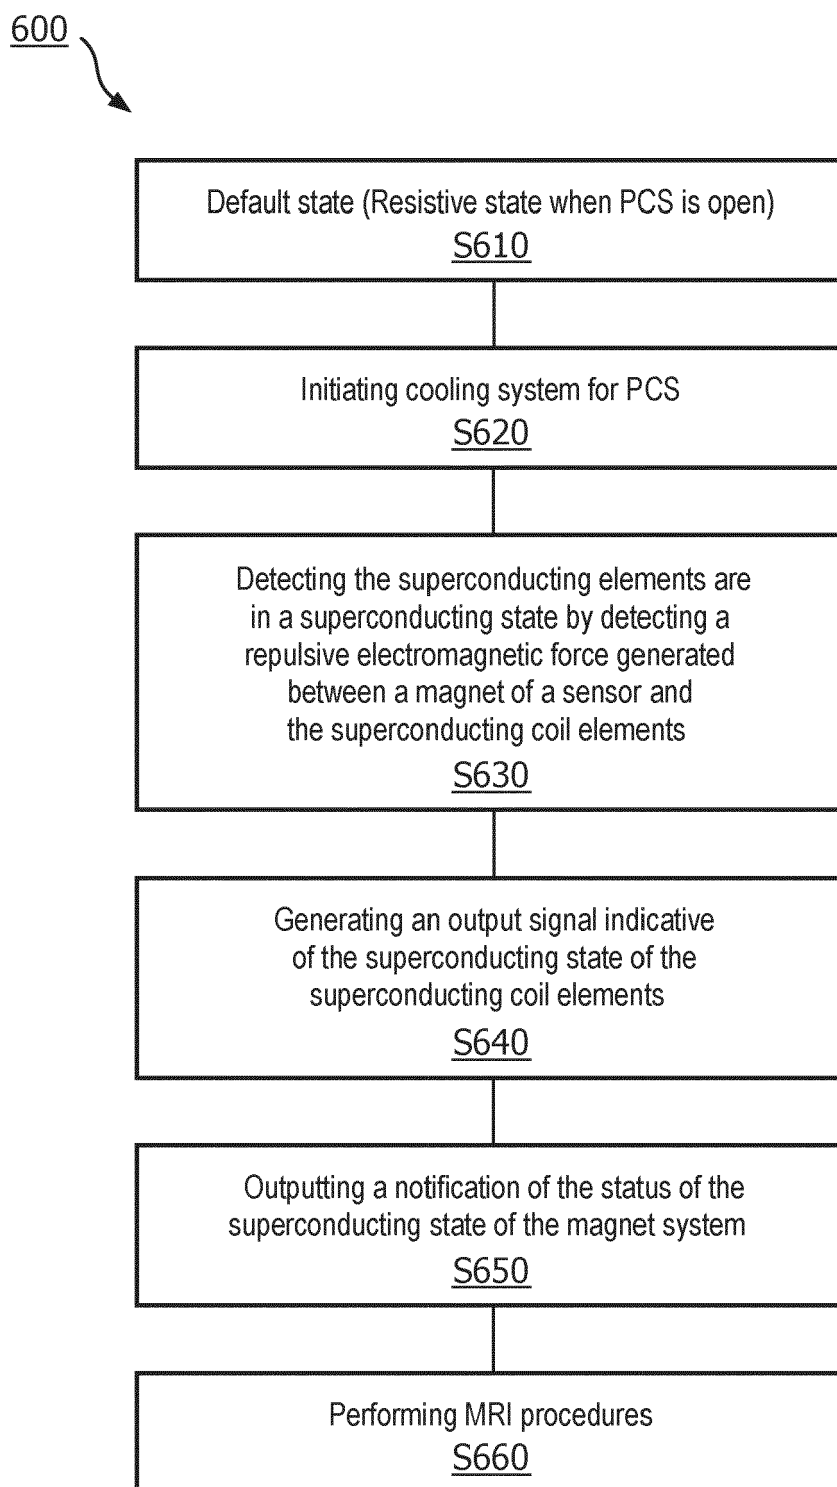 600
Default state (Resistive state when PCS is open)
S610
Initiating cooling system for PCS
S620
Detecting the superconducting elements are
in a superconducting state by detecting a
repulsive electromagnetic force generated
between a magnet of a sensor and
the superconducting coil elements
S630
Generating an output signal indicative
of the superconducting state of the
superconducting coil elements
S640
Outputting a notification of the status of the
superconducting state of the magnet system
S650
Performing MRI procedures
S660